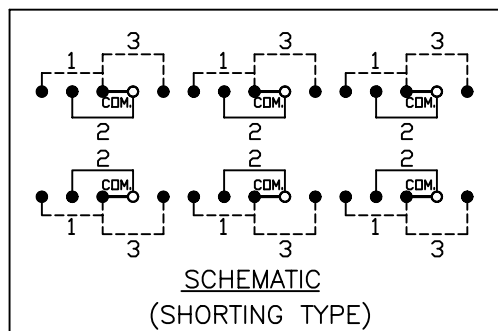 1 3 1 3 1 3
COM. COM. COM.
2 2 2
2 2 2
COM. COM. COM.
1 3 1 3 1 3
SCHEMATIC
(SHORTING TYPE)